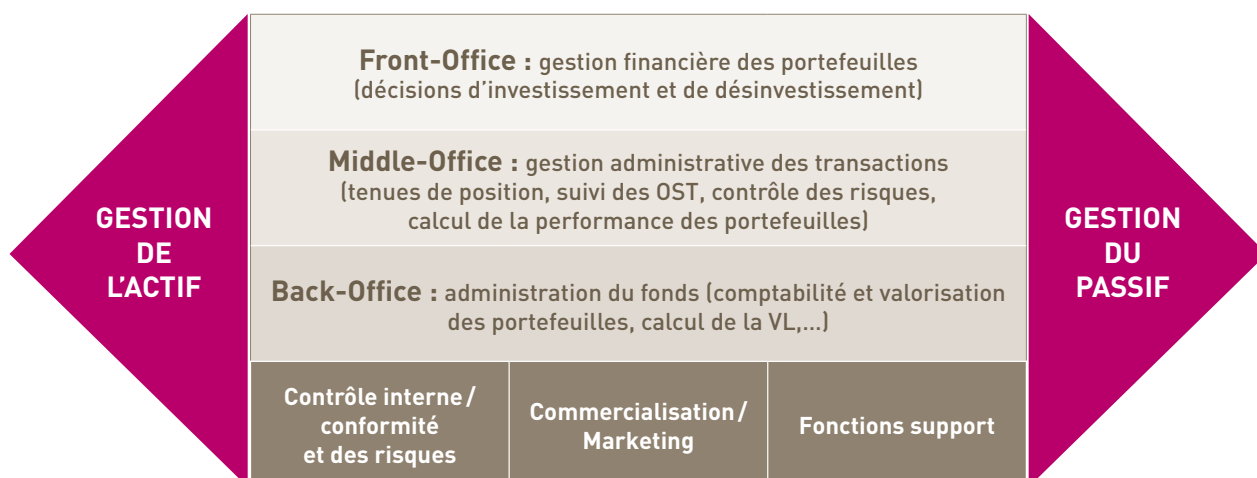 Front-Office : gestion financière des portefeuilles
(décisions d'investissement et de désinvestissement)
Middle-Office : gestion administrative des transactions
(tenues de position, suivi des OST, contrôle des risques,
calcul de la performance des portefeuilles)
GESTION
DE
L'ACTIF
GESTION
DU
PASSIF
Back-Office : administration du fonds (comptabilité et valorisation
des portefeuilles, calcul de la VL,...)
Contrôle interne /
conformité
et des risques
Commercialisation /
Marketing
Fonctions support